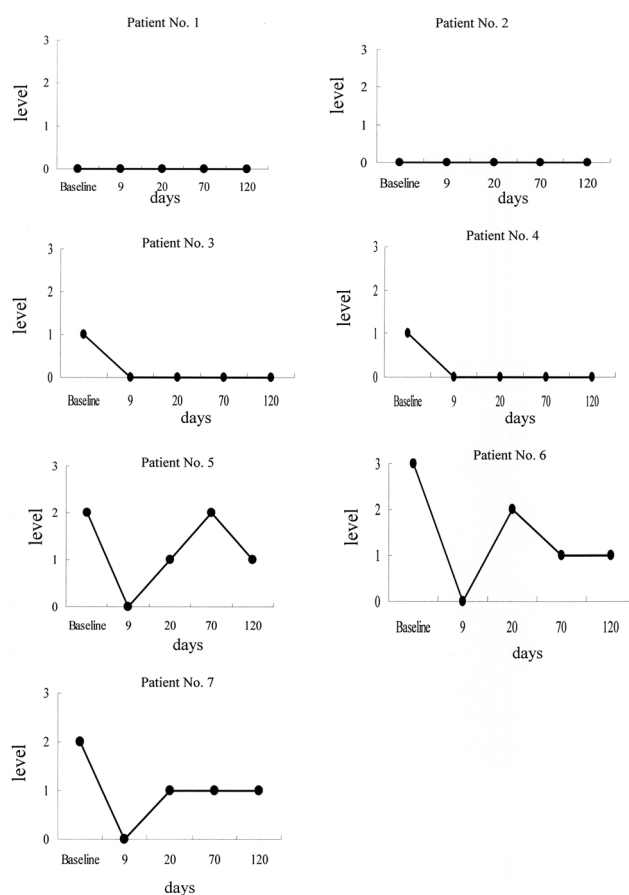 Patient No. 1
3
2
1
0
level
Baseline 9 20 70 120
days
Patient No. 2
3
2
1
0
level
Baseline 9 20 70 120
days
Patient No. 3
3
2
1
0
level
Baseline 9 20 70 120
days
Patient No. 4
3
2
1
0
level
Baseline 9 20 70 120
days
Patient No. 5
3
2
1
0
level
Baseline 9 20 70 120
days
Patient No. 6
3
2
1
0
level
Baseline 9 20 70 120
days
Patient No. 7
3
2
1
0
level
Baseline 9 20 70 120
days